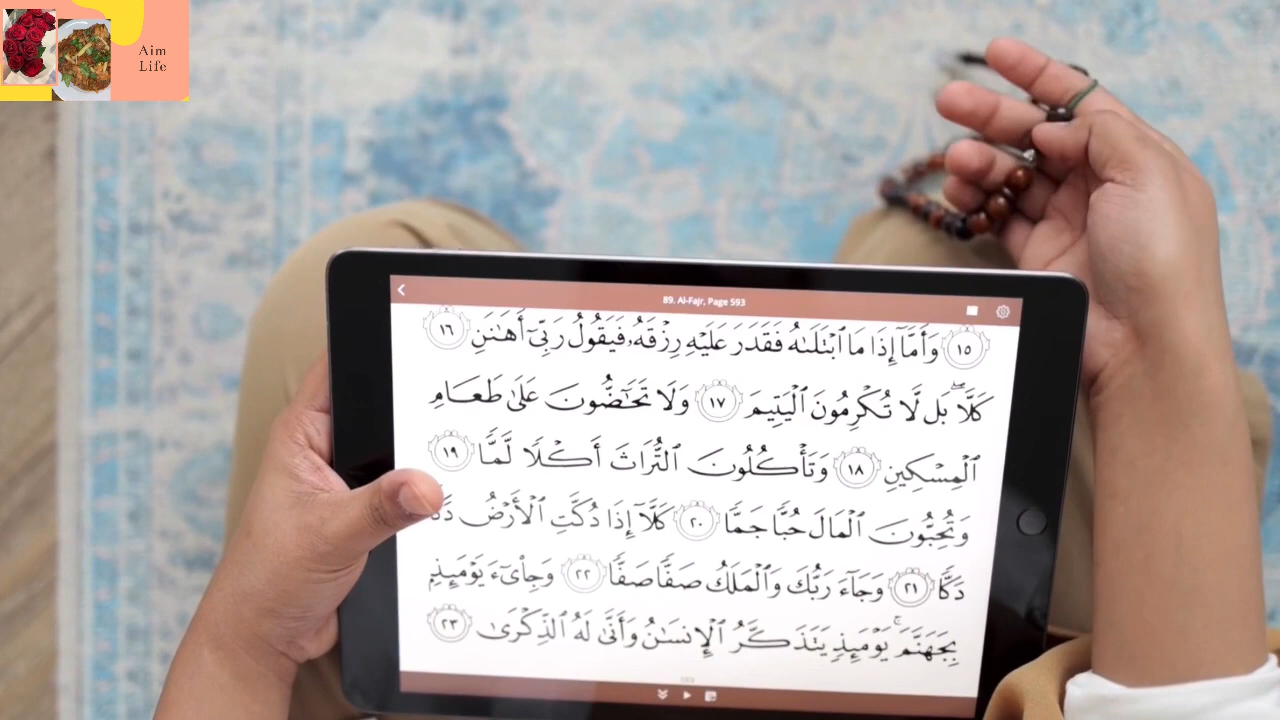 Aim
Life
89. Al-Fajr, Page 593
١٥ وَأَمَّآ إِذَا مَا ٱبْتَلَىٰهُ فَقَدَرَ عَلَيْهِ رِزْقَهُۥ فَيَقُولُ رَبِّىٓ أَهَـٰنَنِ ١٦
كَلَّا ۖ بَل لَّا تُكْرِمُونَ ٱلْيَتِيمَ ١٧ وَلَا تَحَـٰٓضُّونَ عَلَىٰ طَعَامِ
ٱلْمِسْكِينِ ١٨ وَتَأْكُلُونَ ٱلتُّرَاثَ أَكْلًا لَّمًّا ١٩
وَتُحِبُّونَ ٱلْمَالَ حُبًّا جَمًّا ٢٠ كَلَّآ إِذَا دُكَّتِ ٱلْأَرْضُ
دَكًّا ٢١ وَجَآءَ رَبُّكَ وَٱلْمَلَكُ صَفًّا صَفًّا ٢٢ وَجِا۟ىٓءَ يَوْمَئِذٍۭ
بِجَهَنَّمَ ۚ يَوْمَئِذٍ يَتَذَكَّرُ ٱلْإِنسَـٰنُ وَأَنَّىٰ لَهُ ٱلذِّكْرَىٰ ٢٣